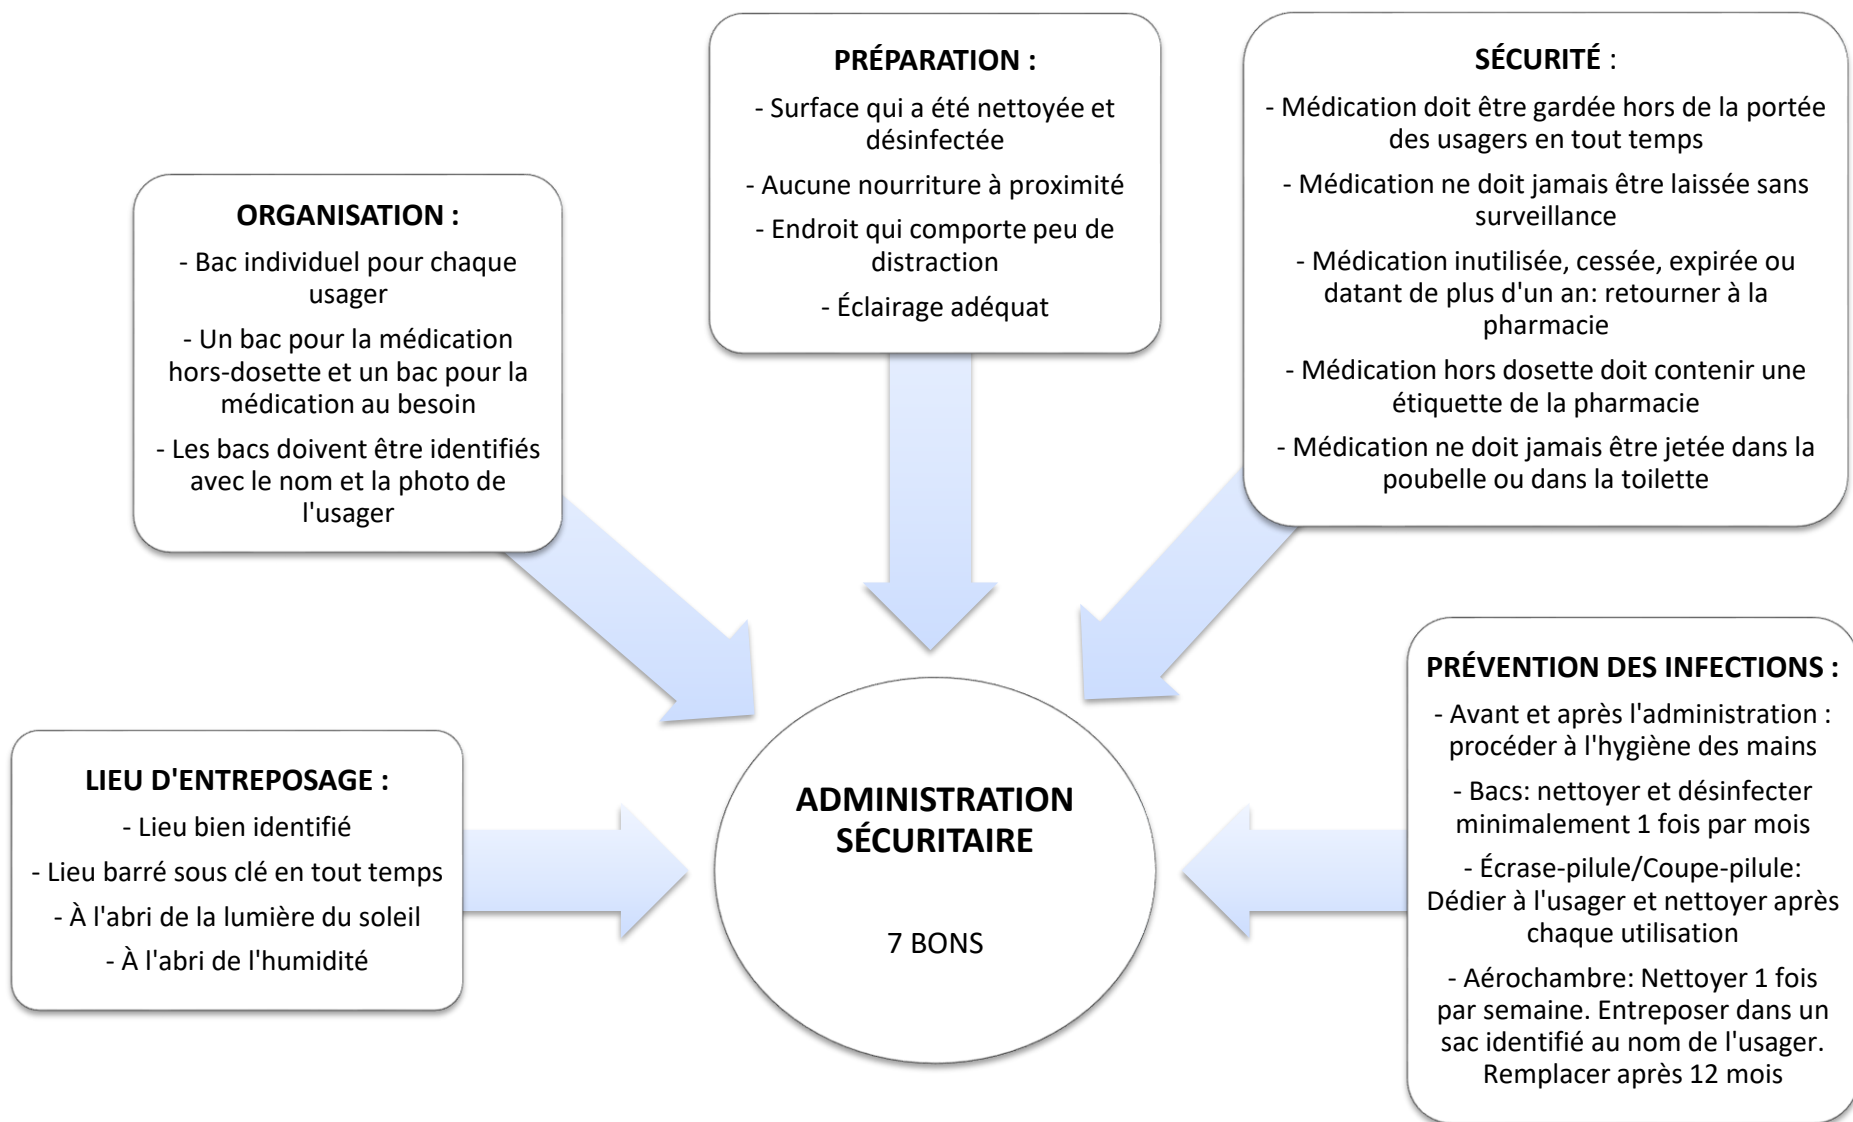 PRÉPARATION :
- Surface qui a été nettoyée et
désinfectée
- Aucune nourriture à proximité
- Endroit qui comporte peu de
distraction
- Éclairage adéquat
SÉCURITÉ :
- Médication doit être gardée hors de la portée
des usagers en tout temps
- Médication ne doit jamais être laissée sans
surveillance
- Médication inutilisée, cessée, expirée ou
datant de plus d'un an: retourner à la
pharmacie
- Médication hors dosette doit contenir une
étiquette de la pharmacie
- Médication ne doit jamais être jetée dans la
poubelle ou dans la toilette
ORGANISATION :
- Bac individuel pour chaque
usager
- Un bac pour la médication
hors-dosette et un bac pour la
médication au besoin
- Les bacs doivent être identifiés
avec le nom et la photo de
l'usager
PRÉVENTION DES INFECTIONS :
- Avant et après l'administration :
procéder à l'hygiène des mains
- Bacs: nettoyer et désinfecter
minimalement 1 fois par mois
- Écrase-pilule/Coupe-pilule:
Dédier à l'usager et nettoyer après
chaque utilisation
- Aérochambre: Nettoyer 1 fois
par semaine. Entreposer dans un
sac identifié au nom de l'usager.
Remplacer après 12 mois
LIEU D'ENTREPOSAGE :
- Lieu bien identifié
- Lieu barré sous clé en tout temps
- À l'abri de la lumière du soleil
- À l'abri de l'humidité
ADMINISTRATION
SÉCURITAIRE
7 BONS